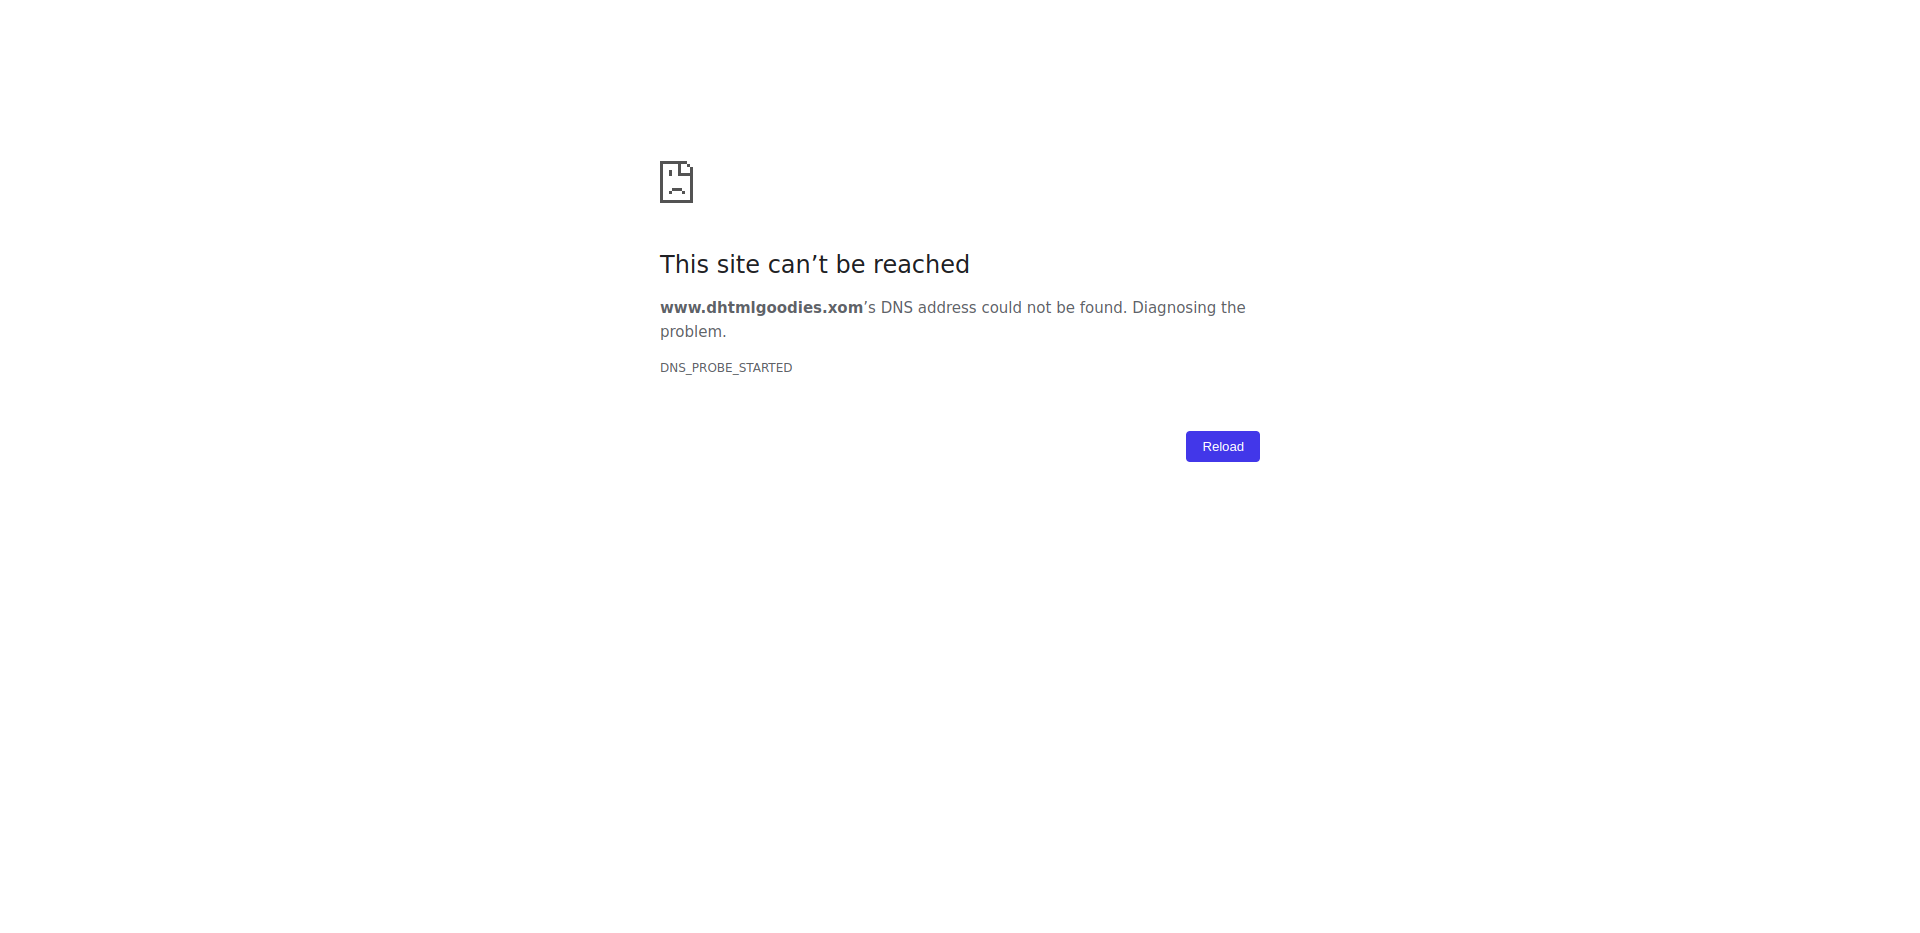 This site can’t be reached
www.dhtmlgoodies.xom’s DNS address could not be found. Diagnosing the
problem.
DNS_PROBE_STARTED
Reload